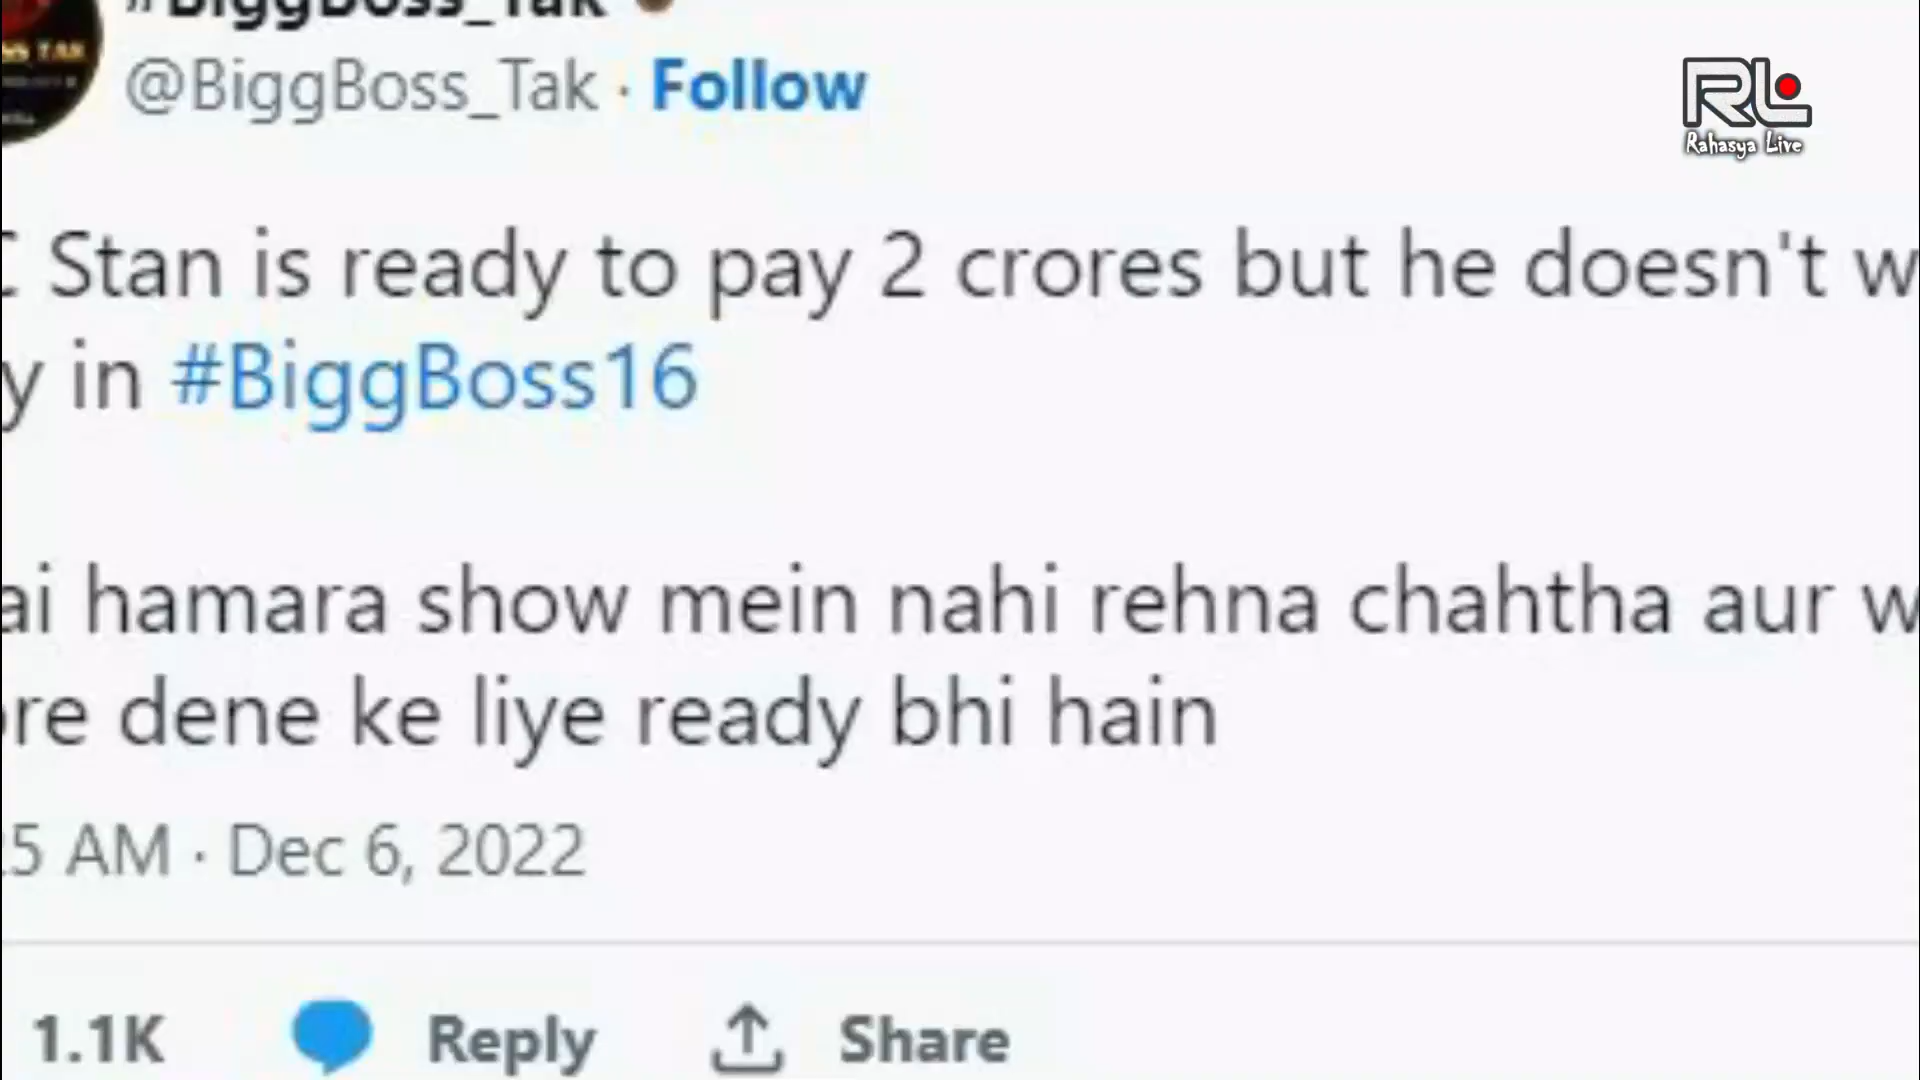 #BiggBoss_Tak
@BiggBoss_Tak · Follow
RL
Rahasya Live
Stan is ready to pay 2 crores but he doesn't
in #BiggBoss16
hamara show mein nahi rehna chahtha aur
dene ke liye ready bhi hain
5 AM · Dec 6, 2022
1.1K Reply Share